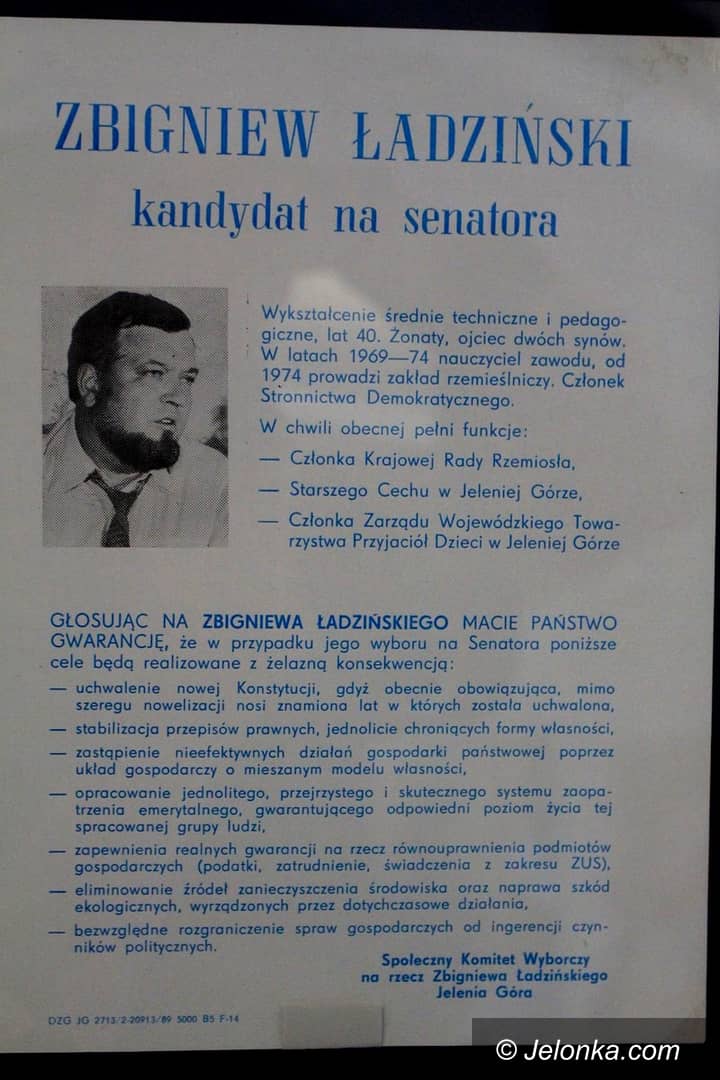 ZBIGNIEW ŁADZIŃSKI
kandydat na senatora
Wykształcenie średnie techniczne i pedago-
giczne, lat 40. Żonaty, ojciec dwóch synów.
W latach 1969—74 nauczyciel zawodu, od
1974 prowadzi zakład rzemieślniczy. Członek
Stronnictwa Demokratycznego.
W chwili obecnej pełni funkcje:
— Członka Krajowej Rady Rzemiosła,
— Starszego Cechu w Jeleniej Górze,
— Członka Zarządu Wojewódzkiego Towa-
rzystwa Przyjaciół Dzieci w Jeleniej Górze
GŁOSUJĄC NA ZBIGNIEWA ŁADZIŃSKIEGO MACIE PAŃSTWO
GWARANCJĘ, że w przypadku jego wyboru na Senatora poniższe
cele będą realizowane z żelazną konsekwencją:
— uchwalenie nowej Konstytucji, gdyż obecnie obowiązująca, mimo
szeregu nowelizacji nosi znamiona lat w których została uchwalona,
— stabilizacja przepisów prawnych, jednolicie chroniących formy własności,
— zastąpienie nieefektywnych działań gospodarki państwowej poprzez
układ gospodarczy o mieszanym modelu własności,
— opracowanie jednolitego, przejrzystego i skutecznego systemu zaopa-
trzenia emerytalnego, gwarantującego odpowiedni poziom życia tej
spracowanej grupy ludzi,
— zapewnienia realnych gwarancji na rzecz równouprawnienia podmiotów
gospodarczych (podatki, zatrudnienie, świadczenia z zakresu ZUS),
— eliminowanie źródeł zanieczyszczenia środowiska oraz naprawa szkód
ekologicznych, wyrządzonych przez dotychczasowe działania,
— bezwzględne rozgraniczenie spraw gospodarczych od ingerencji czyn-
ników politycznych.
Społeczny Komitet Wyborczy
na rzecz Zbigniewa Ładzińskiego
Jelenia Góra
DZG JG 2713/2-20913/89 5000 B5 F-14
© Jelonka.com